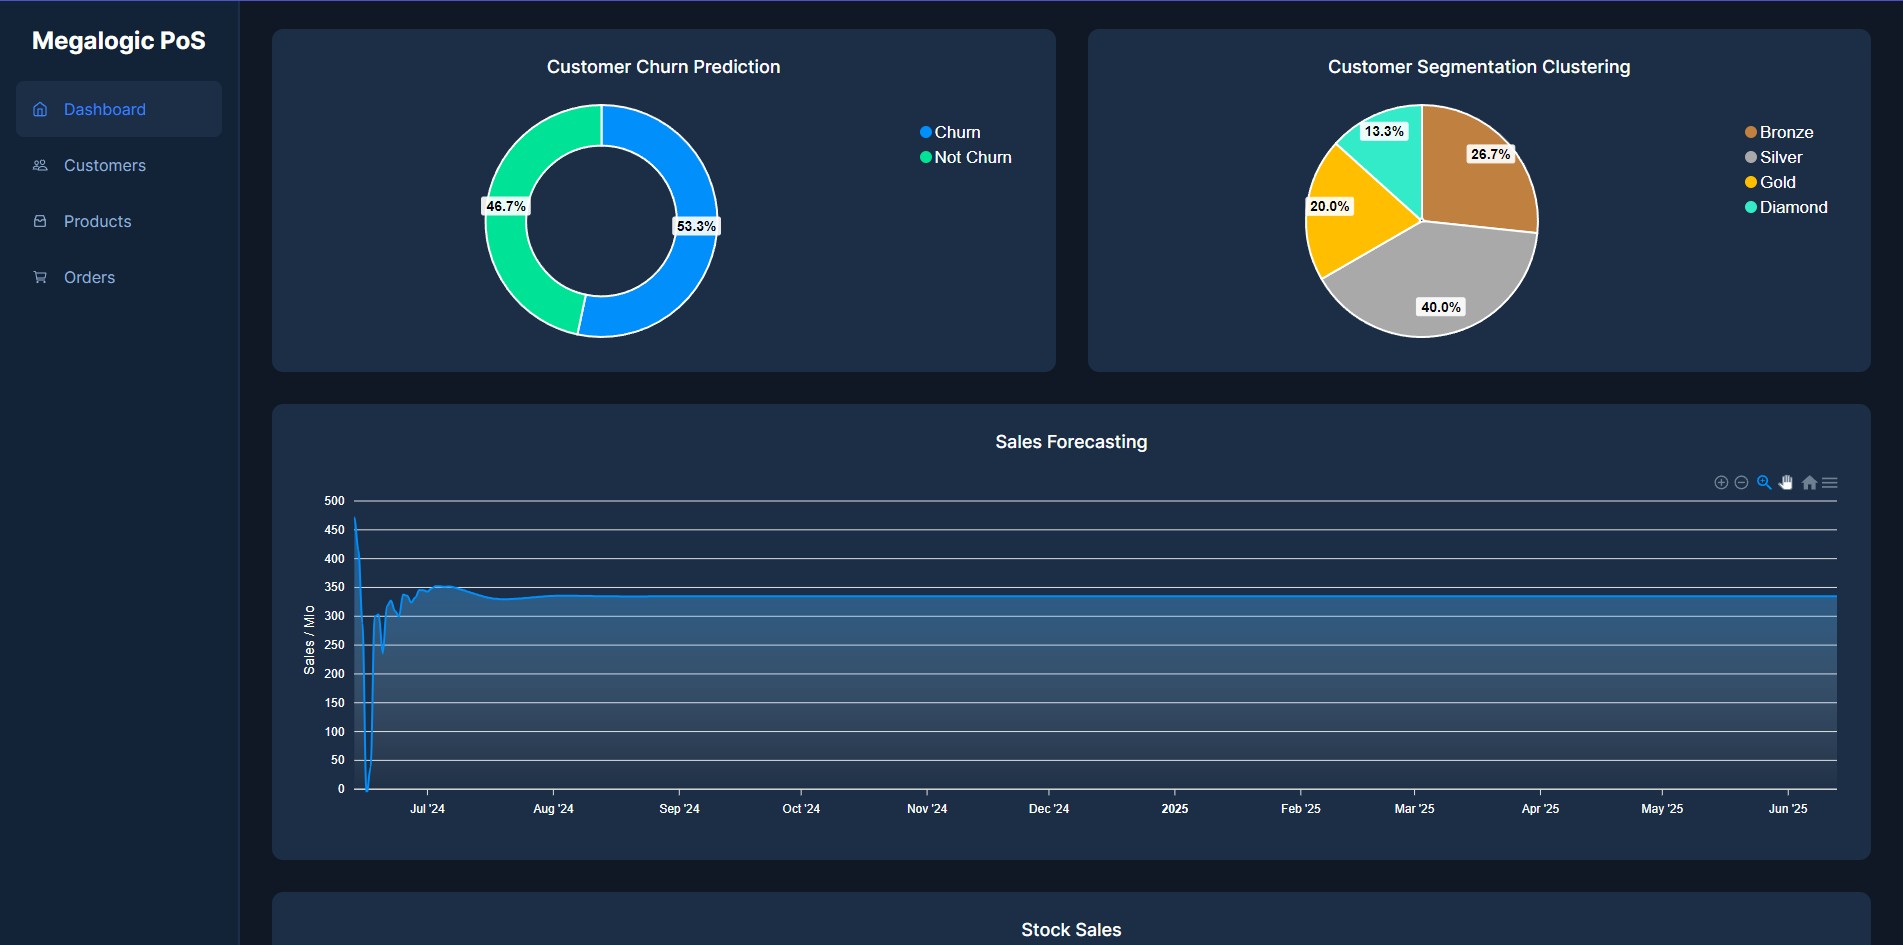 Megalogic PoS
Dashboard
Customers
Products
Orders
Customer Churn Prediction
46.7%
53.3%
Churn
Not Churn
Customer Segmentation Clustering
13.3%
26.7%
20.0%
40.0%
Bronze
Silver
Gold
Diamond
Sales Forecasting
Sales / Mio
500
450
400
350
300
250
200
150
100
50
0
Jul '24 Aug '24 Sep '24 Oct '24 Nov '24 Dec '24 2025 Feb '25 Mar '25 Apr '25 May '25 Jun '25
Stock Sales